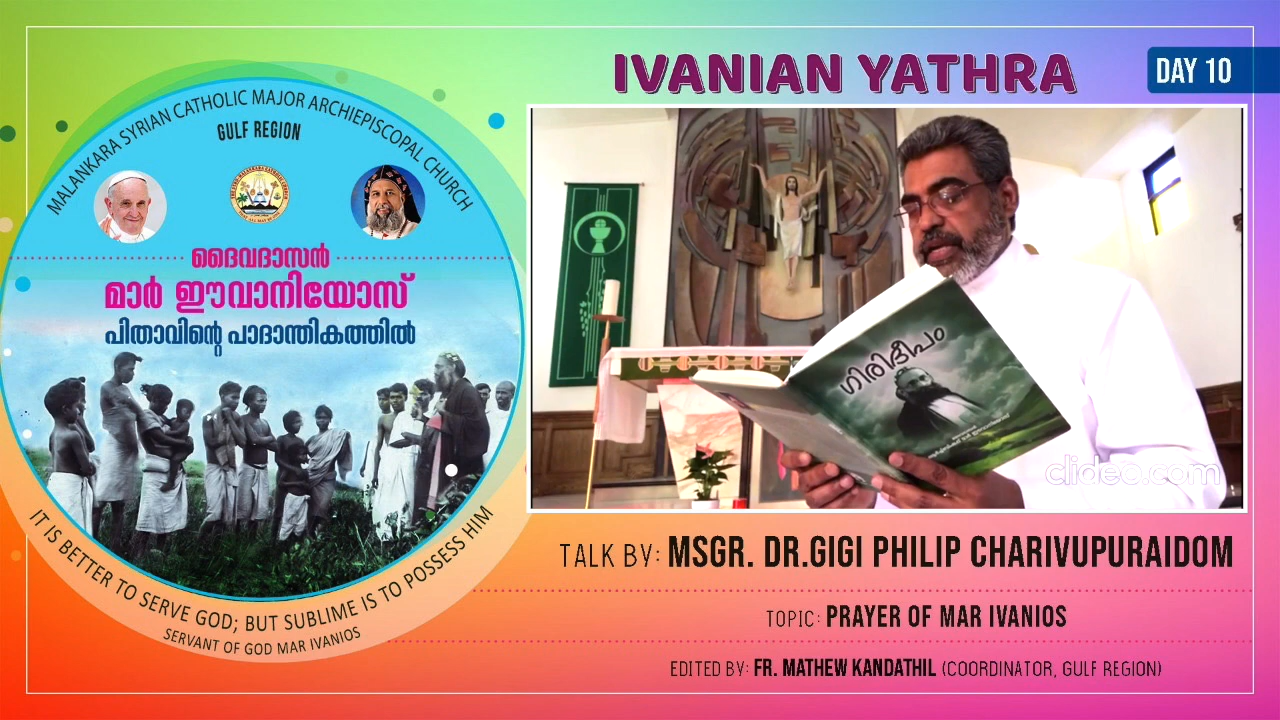 IVANIAN YATHRA
DAY 10
MALANKARA SYRIAN CATHOLIC MAJOR ARCHIEPISCOPAL CHURCH
GULF REGION
ദൈവദാസൻ
മാർ ഈവാനിയോസ്
പിതാവിന്റെ പാദാന്തികത്തിൽ
IT IS BETTER TO SERVE GOD; BUT SUBLIME IS TO POSSESS HIM
SERVANT OF GOD MAR IVANIOS
ഗിരിദീപം
clideo.com
TALK BY: MSGR. DR.GIGI PHILIP CHARIVUPURAIDOM
TOPIC: PRAYER OF MAR IVANIOS
EDITED BY: FR. MATHEW KANDATHIL (COORDINATOR, GULF REGION)